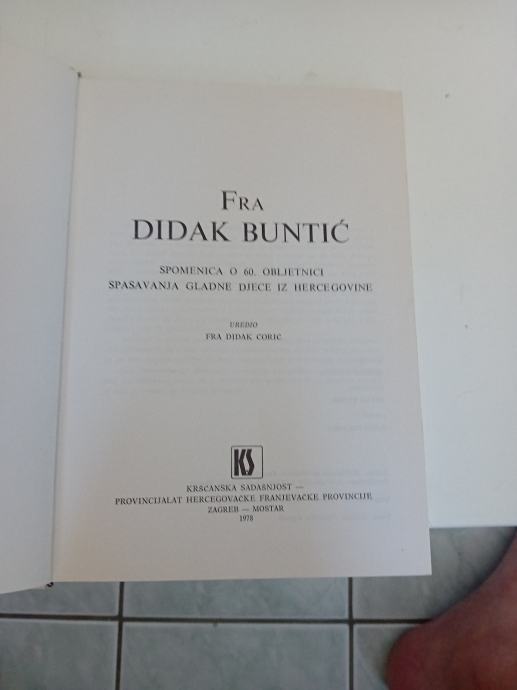 FRA
DIDAK BUNTIĆ
SPOMENICA O 60. OBLJETNICI
SPASAVANJA GLADNE DJECE IZ HERCEGOVINE
UREDIO
FRA DIDAK ĆORIĆ
KS
KRŠĆANSKA SADAŠNJOST —
PROVINCIJALAT HERCEGOVAČKE FRANJEVAČKE PROVINCIJE
ZAGREB — MOSTAR
1978